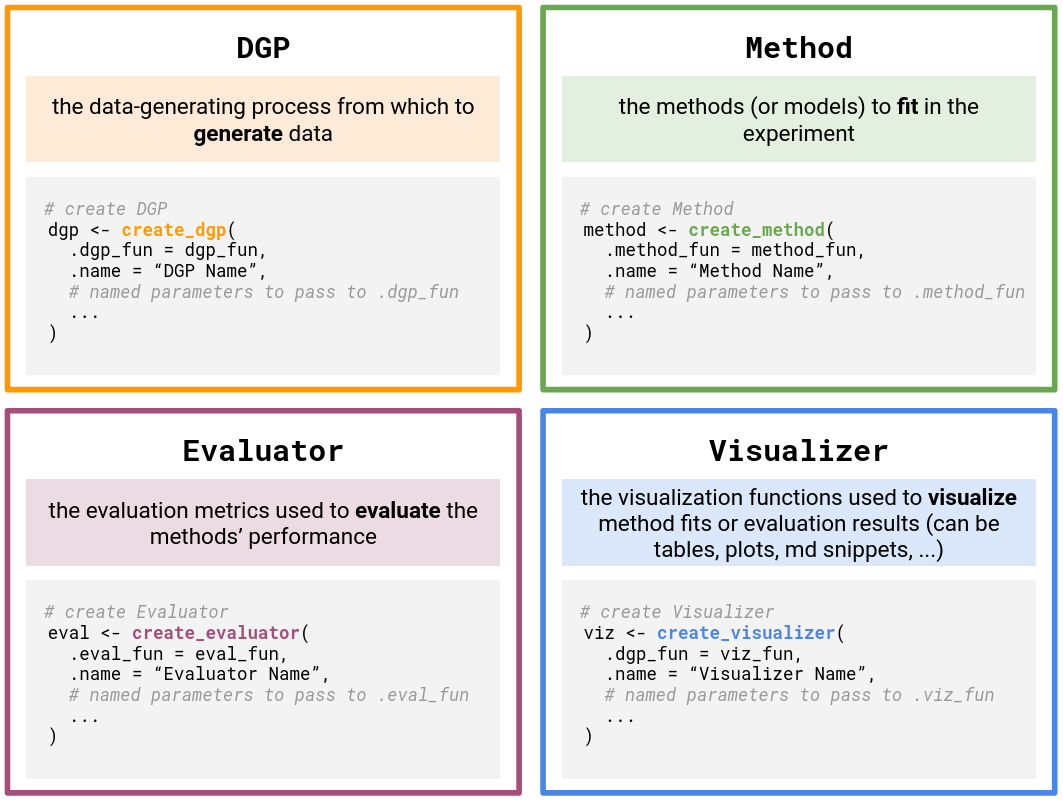 DGP
the data-generating process from which to
generate data
# create DGP
dgp <- create_dgp(
  .dgp_fun = dgp_fun,
  .name = “DGP Name”,
  # named parameters to pass to .dgp_fun
  ...
)
Method
the methods (or models) to fit in the
experiment
# create Method
method <- create_method(
  .method_fun = method_fun,
  .name = “Method Name”,
  # named parameters to pass to .method_fun
  ...
)
Evaluator
the evaluation metrics used to evaluate the
methods’ performance
# create Evaluator
eval <- create_evaluator(
  .eval_fun = eval_fun,
  .name = “Evaluator Name”,
  # named parameters to pass to .eval_fun
  ...
)
Visualizer
the visualization functions used to visualize
method fits or evaluation results (can be
tables, plots, md snippets, ...)
# create Visualizer
viz <- create_visualizer(
  .dgp_fun = viz_fun,
  .name = “Visualizer Name”,
  # named parameters to pass to .viz_fun
  ...
)